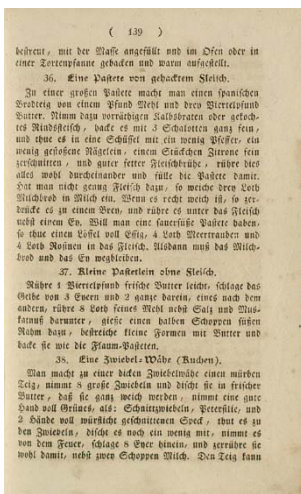 ( 139 )
bestreut, mit der Masse angefüllt und im Ofen oder in
einer Tortenpfanne gebacken und warm aufgestellt.
36. Eine Pastete von gehacktem Fleisch.
Zu einer großen Pastete macht man einen spanischen
Brodteig von einem Pfund Mehl und drey Viertelpfund
Butter. Nimm dazu vorräthigen Kalbsbraten oder gekoch-
tes Rindfleisch, backe es mit 3 Schalotten ganz fein,
und thue es in eine Schüssel mit ein wenig Pfeffer, ein
wenig gestoßene Nägelein, einem Stückchen Zitrone fein
zerschnitten, und guter fetter Fleischbrühe, rühre dies
alles wohl durcheinander und fülle die Pastete damit.
Hat man nicht genug Fleisch dazu, so weiche drey Loth
Milchbrod in Milch ein. Wenn es recht weich ist, so zer-
drücke es zu einem Brey, und rühre es unter das Fleisch
nebst einem Ey. Will man eine sauersüße Pastete haben,
so thue einen Löffel voll Essig, 4 Loth Meertrauben und
4 Loth Rosinen in das Fleisch. Alsdann muß das Milch-
brod und das Ey wegbleiben.
37. Kleine Pasterlein ohne Fleisch.
Rühre 1 Viertelpfund frische Butter leicht, schlage das
Gelbe von 3 Eyern und 2 ganze darein, eines nach dem
andern, rühre 8 Loth feines Mehl nebst Salz und Mus-
katnuß darunter, gieße einen halben Schoppen süßen
Rahm dazu, bestreiche kleine Formen mit Butter und
backe sie wie die Flaum-Pasteten.
38. Eine Zwiebel-Wähe (Kuchen).
Man macht zu einer dicken Zwiebelwähe einen mürben
Teig, nimmt 8 große Zwiebeln und discht sie in frischer
Butter, daß sie ganz weich werden, nimmt eine gute
Hand voll Grünes, als: Schnittzwiebeln, Petersilie, und
2 Hände voll würflicht geschnittenen Speck, thut es zu
den Zwiebeln, dischet es noch ein wenig mit, nimmt es
von dem Feuer, schlage 8 Eyer hinein, und zerrühre sie
wohl damit, nebst zwey Schoppen Milch. Den Teig kann